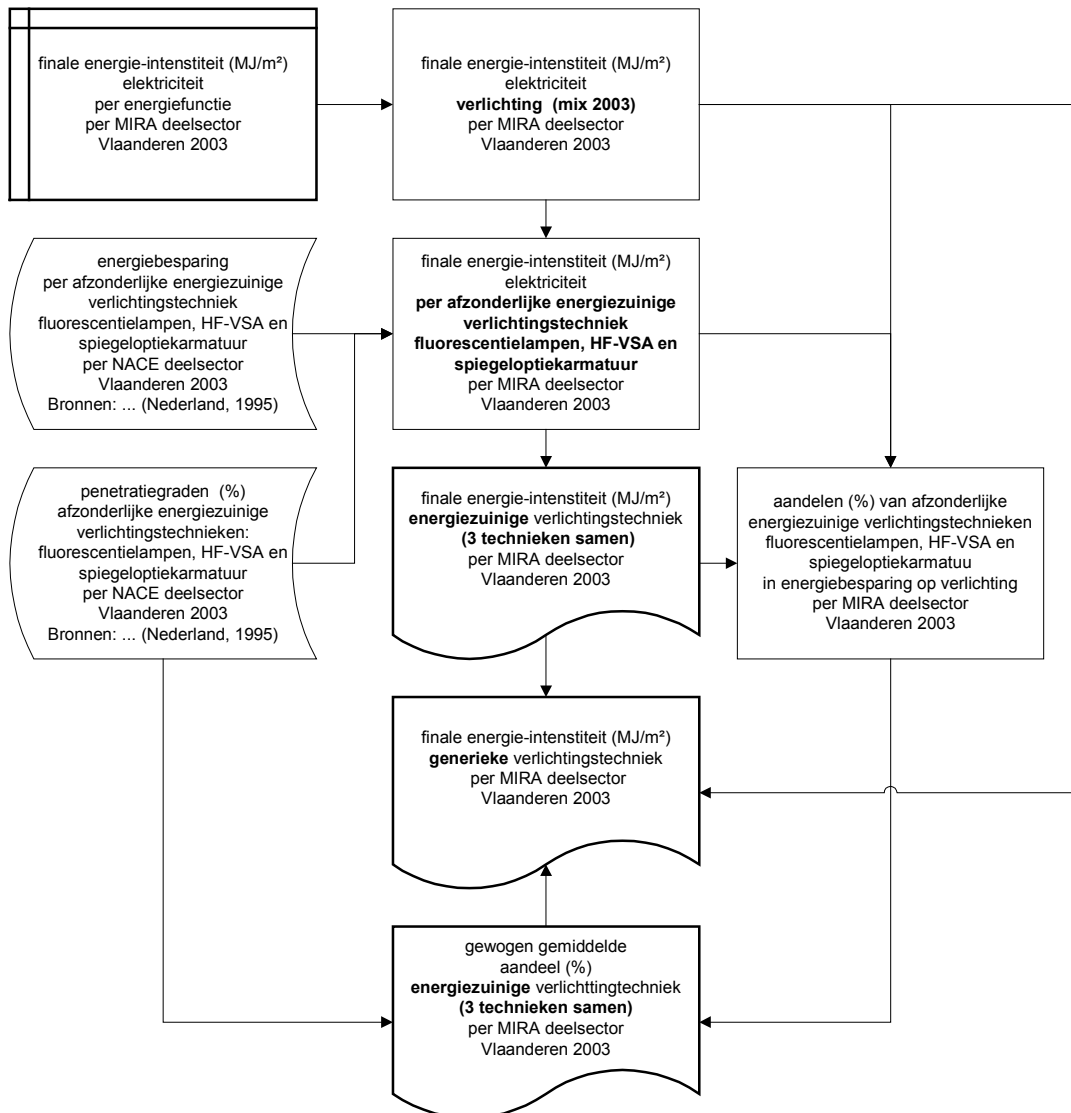 finale energie-intenstiteit (MJ/m²)
elektriciteit
per energiefunctie
per MIRA deelsector
Vlaanderen 2003
finale energie-intenstiteit (MJ/m²)
elektriciteit
verlichting (mix 2003)
per MIRA deelsector
Vlaanderen 2003
energiebesparing
per afzonderlijke energiezuinige
verlichtingstechniek
fluorescentielampen, HF-VSA en
spiegeloptiekarmatuur
per NACE deelsector
Vlaanderen 2003
Bronnen: ... (Nederland, 1995)
finale energie-intenstiteit (MJ/m²)
elektriciteit
per afzonderlijke energiezuinige
verlichtingstechniek
fluorescentielampen, HF-VSA en
spiegeloptiekarmatuur
per MIRA deelsector
Vlaanderen 2003
penetratiegraden (%)
afzonderlijke energiezuinige
verlichtingstechnieken:
fluorescentielampen, HF-VSA en
spiegeloptiekarmatuur
per NACE deelsector
Vlaanderen 2003
Bronnen: ... (Nederland, 1995)
finale energie-intenstiteit (MJ/m²)
energiezuinige verlichtingstechniek
(3 technieken samen)
per MIRA deelsector
Vlaanderen 2003
aandelen (%) van afzonderlijke
energiezuinige verlichtingstechnieken
fluorescentielampen, HF-VSA en
spiegeloptiekarmatuu
in energiebesparing op verlichting
per MIRA deelsector
Vlaanderen 2003
finale energie-intenstiteit (MJ/m²)
generieke verlichtingstechniek
per MIRA deelsector
Vlaanderen 2003
gewogen gemiddelde
aandeel (%)
energiezuinige verlichttingtechniek
(3 technieken samen)
per MIRA deelsector
Vlaanderen 2003